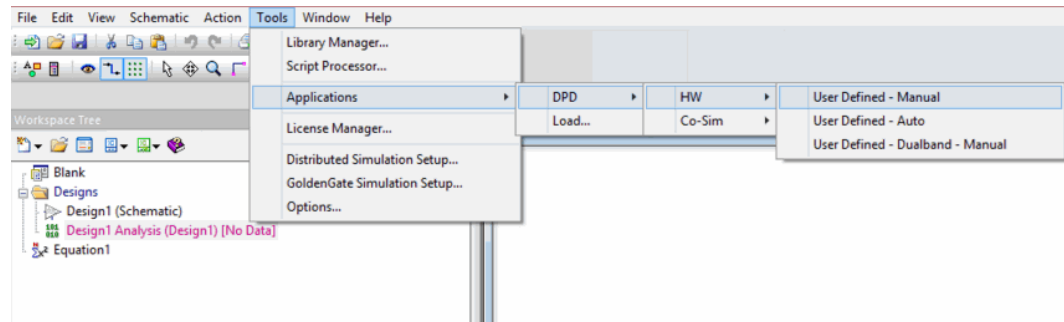 File Edit View Schematic Action Tools Window Help
Library Manager...
Script Processor...
Applications
DPD
HW
User Defined - Manual
Load...
Co-Sim
User Defined - Auto
User Defined - Dualband - Manual
License Manager...
Distributed Simulation Setup...
GoldenGate Simulation Setup...
Options...
Workspace Tree
Blank
Designs
Design1 (Schematic)
Design1 Analysis (Design1) [No Data]
Equation1